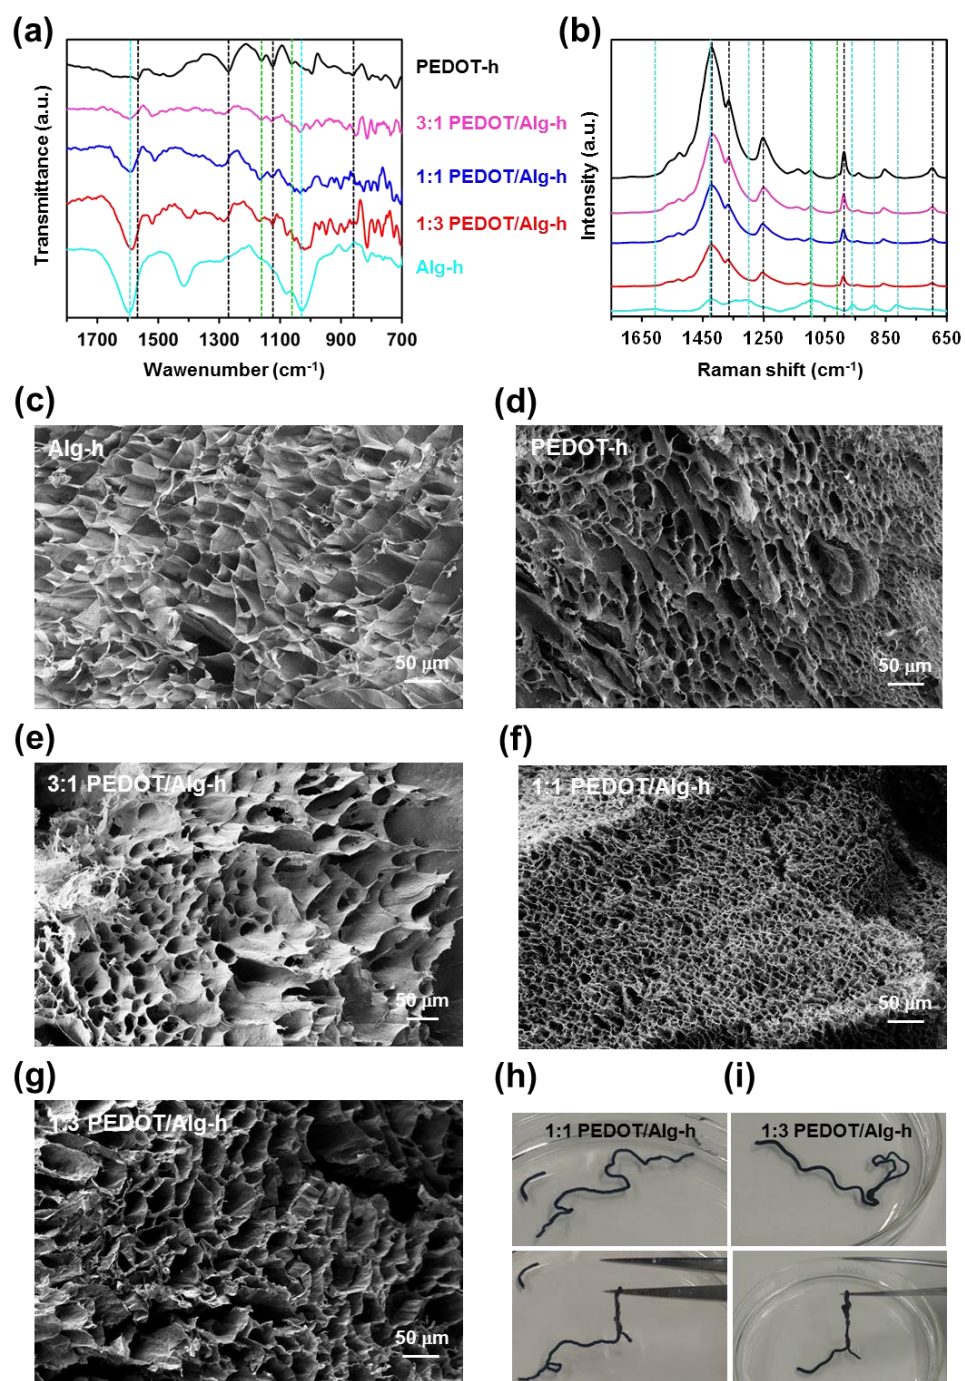 (a)
(b)
Transmittance (a.u.)
PEDOT-h
3:1 PEDOT/Alg-h
1:1 PEDOT/Alg-h
1:3 PEDOT/Alg-h
Alg-h
1700 1500 1300 1100 900 700
Wawenumber (cm-1)
Intensity (a.u.)
1650 1450 1250 1050 850 650
Raman shift (cm-1)
(c)
(d)
Alg-h
50 μm
PEDOT-h
50 μm
(e)
(f)
3:1 PEDOT/Alg-h
50 μm
1:1 PEDOT/Alg-h
50 μm
(g)
(h)
(i)
1:3 PEDOT/Alg-h
50 μm
1:1 PEDOT/Alg-h
1:3 PEDOT/Alg-h